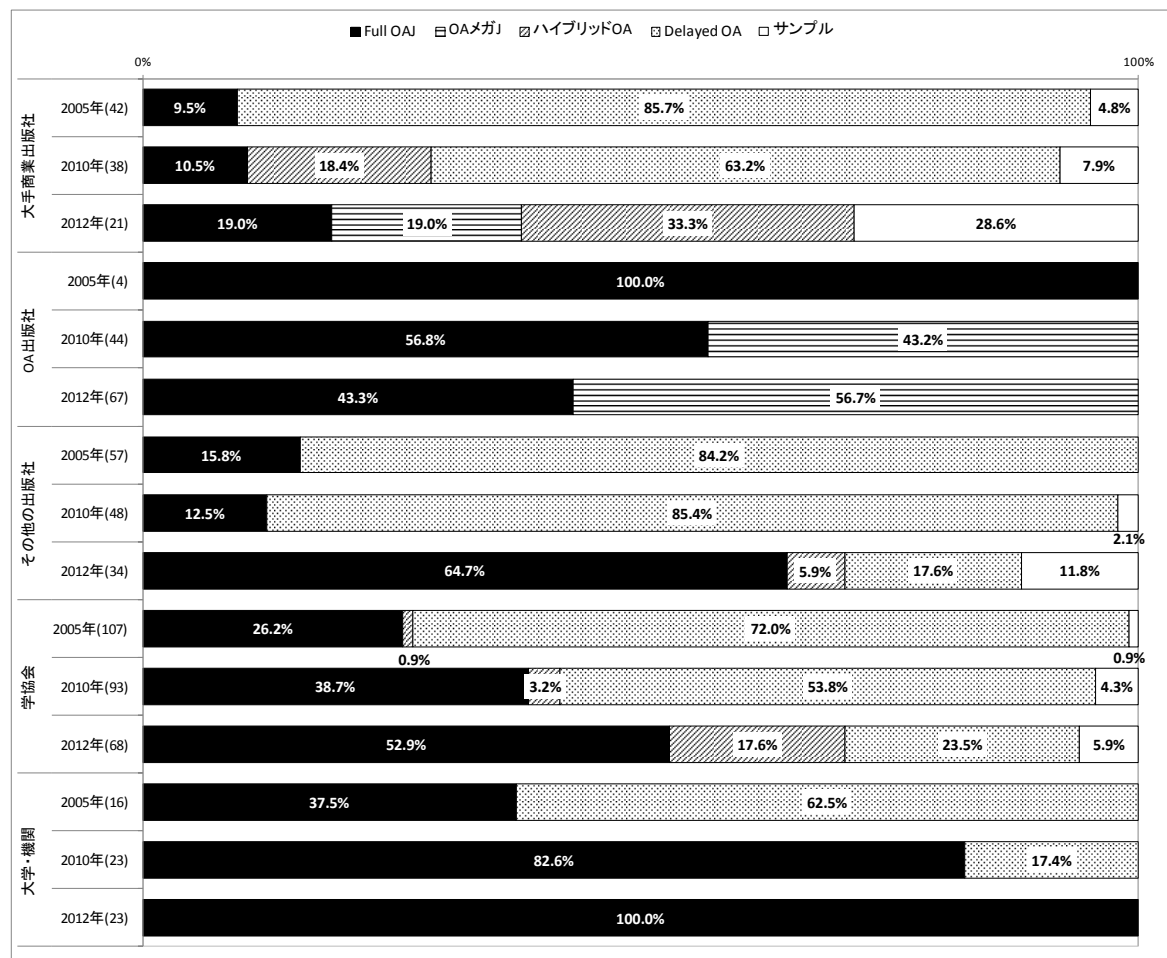 Full OAJ OAメガJ ハイブリッドOA Delayed OA サンプル
0% 100%
大手商業出版社
2005年(42) 9.5% 85.7% 4.8%
2010年(38) 10.5% 18.4% 63.2% 7.9%
2012年(21) 19.0% 19.0% 33.3% 28.6%
OA出版社
2005年(4) 100.0%
2010年(44) 56.8% 43.2%
2012年(67) 43.3% 56.7%
その他の出版社
2005年(57) 15.8% 84.2%
2010年(48) 12.5% 85.4% 2.1%
2012年(34) 64.7% 5.9% 17.6% 11.8%
学協会
2005年(107) 26.2% 0.9% 72.0% 0.9%
2010年(93) 38.7% 3.2% 53.8% 4.3%
2012年(68) 52.9% 17.6% 23.5% 5.9%
大学・機関
2005年(16) 37.5% 62.5%
2010年(23) 82.6% 17.4%
2012年(23) 100.0%